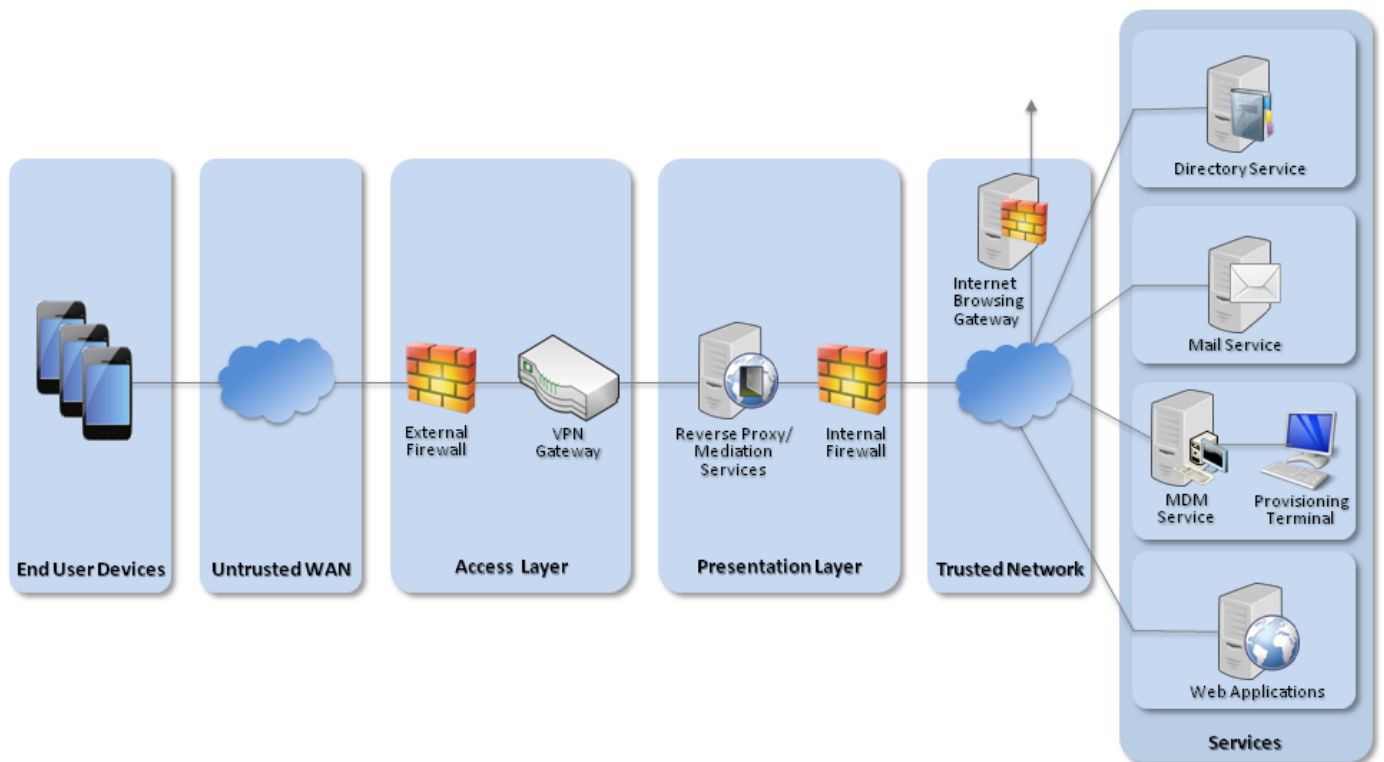 End User Devices
Untrusted WAN
External
Firewall
VPN
Gateway
Access Layer
Reverse Proxy/
Mediation
Services
Internal
Firewall
Presentation Layer
Internet
Browsing
Gateway
Trusted Network
Directory Service
Mail Service
MDM
Service
Provisioning
Terminal
Web Applications
Services